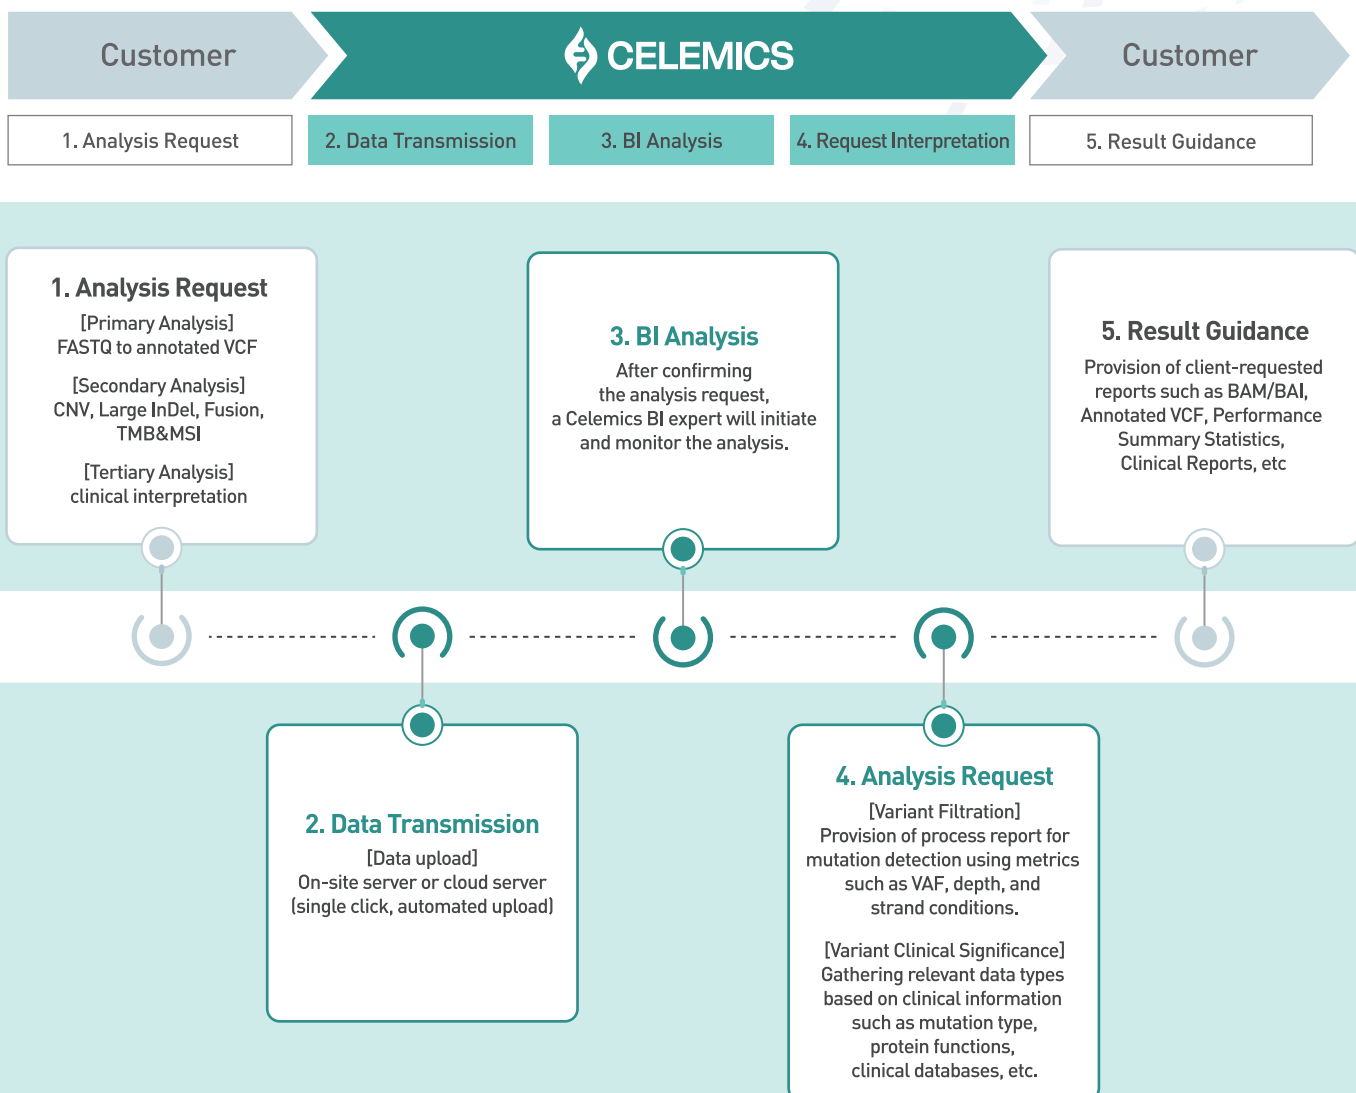 Customer
CELEMICS
Customer
1. Analysis Request
2. Data Transmission
3. BI Analysis
4. Request Interpretation
5. Result Guidance
1. Analysis Request
[Primary Analysis]
FASTQ to annotated VCF
[Secondary Analysis]
CNV, Large InDel, Fusion,
TMB&MSI
[Tertiary Analysis]
clinical interpretation
3. BI Analysis
After confirming
the analysis request,
a Celemics BI expert will initiate
and monitor the analysis.
5. Result Guidance
Provision of client-requested
reports such as BAM/BAI,
Annotated VCF, Performance
Summary Statistics,
Clinical Reports, etc
2. Data Transmission
[Data upload]
On-site server or cloud server
(single click, automated upload)
4. Analysis Request
[Variant Filtration]
Provision of process report for
mutation detection using metrics
such as VAF, depth, and
strand conditions.
[Variant Clinical Significance]
Gathering relevant data types
based on clinical information
such as mutation type,
protein functions,
clinical databases, etc.